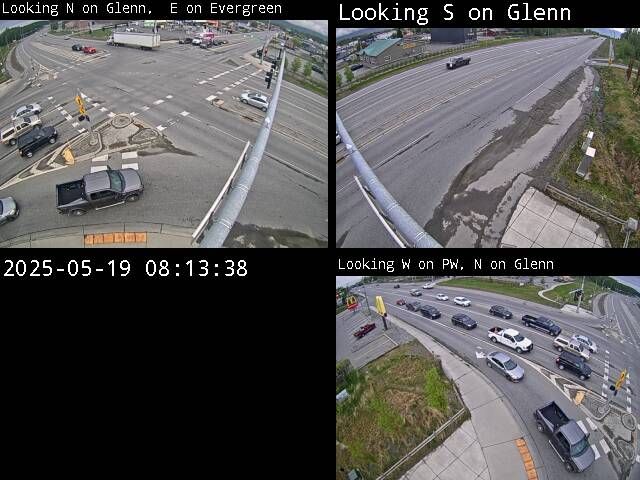 Looking N on Glenn, E on Evergreen
Looking S on Glenn
2025-05-19 08:13:38
Looking W on PW, N on Glenn